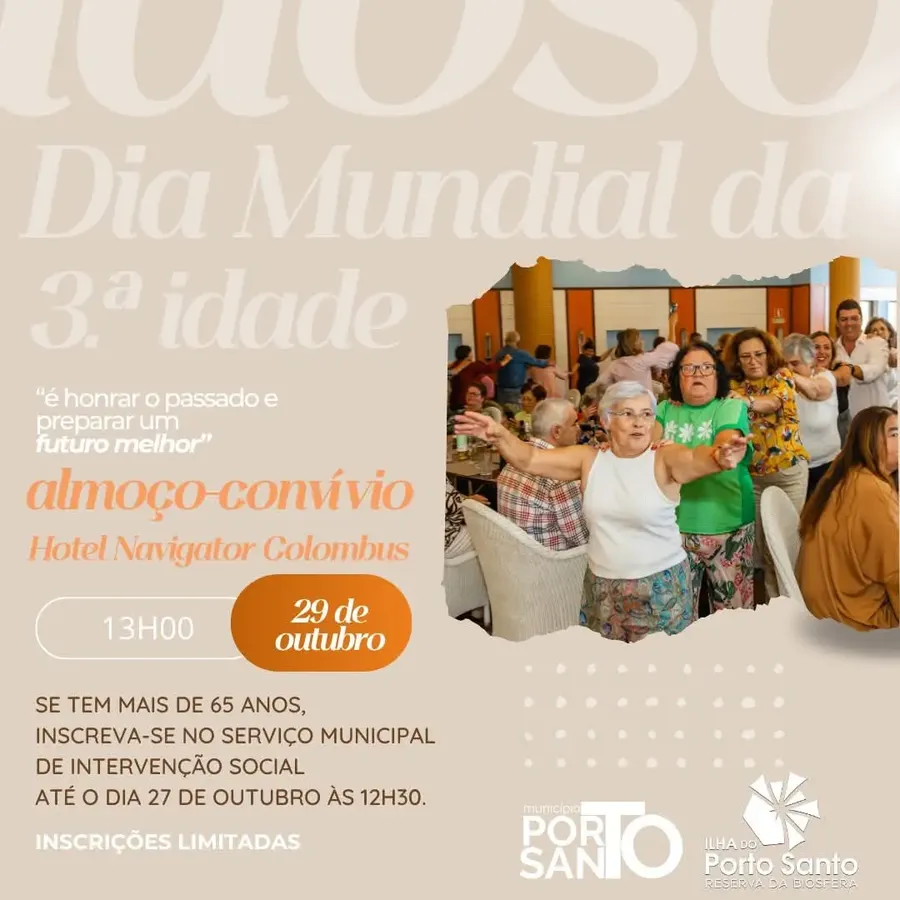 idoso
Dia Mundial da
3.ª idade
“é honrar o passado e
preparar um
futuro melhor”
almoço-convívio
Hotel Navigator Colombus
13H00
29 de
outubro
SE TEM MAIS DE 65 ANOS,
INSCREVA-SE NO SERVIÇO MUNICIPAL
DE INTERVENÇÃO SOCIAL
ATÉ O DIA 27 DE OUTUBRO ÀS 12H30.
INSCRIÇÕES LIMITADAS
município
PORTO
SANTO
ILHA DO
Porto Santo
RESERVA DA BIOSFERA